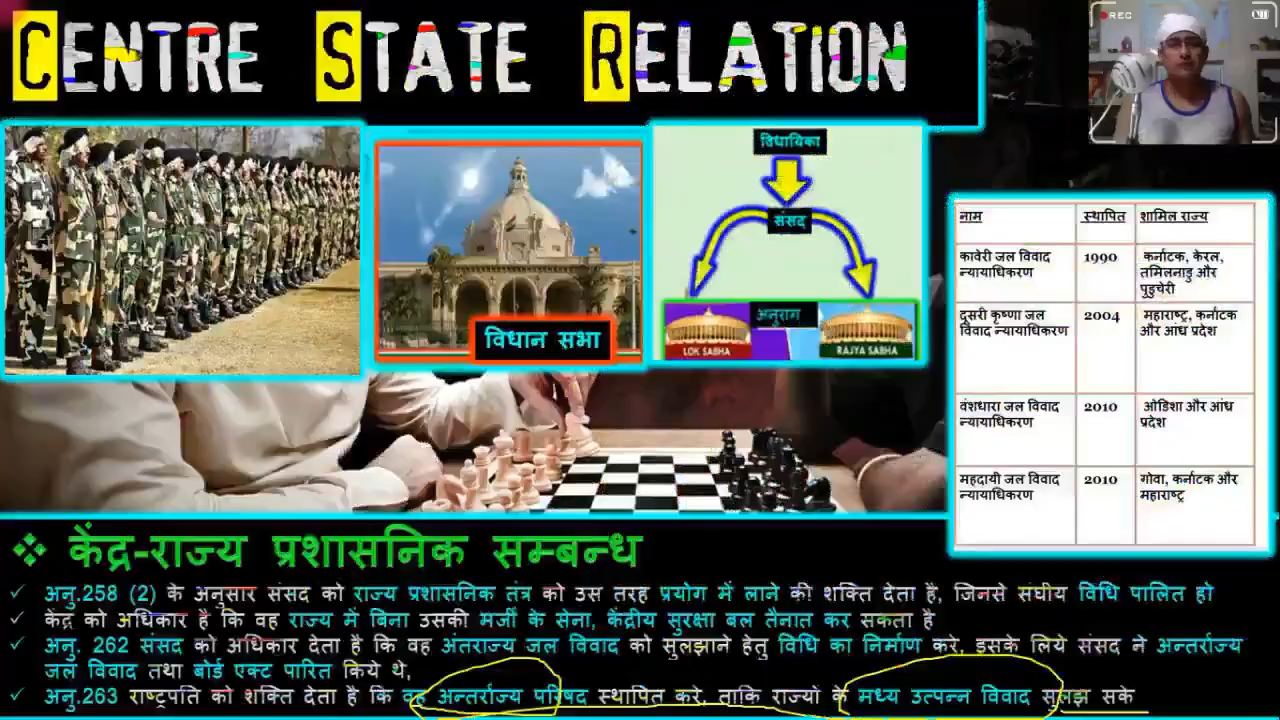 CENTRE STATE RELATION
REC
विधान सभा
विधायिका
संसद
अनुराग
LOK SABHA
RAJYA SABHA
नाम स्थापित शामिल राज्य
कावेरी जल विवाद न्यायाधिकरण 1990 कर्नाटक, केरल, तमिलनाडु और पुडुचेरी
दूसरी कृष्णा जल विवाद न्यायाधिकरण 2004 महाराष्ट्र, कर्नाटक और आंध्र प्रदेश
वंशधारा जल विवाद न्यायाधिकरण 2010 ओडिशा और आंध्र प्रदेश
महदायी जल विवाद न्यायाधिकरण 2010 गोवा, कर्नाटक और महाराष्ट्र
❖ केंद्र-राज्य प्रशासनिक सम्बन्ध
✓ अनु.258 (2) के अनुसार संसद को राज्य प्रशासनिक तंत्र को उस तरह प्रयोग में लाने की शक्ति देता है, जिनसे संघीय विधि पालित हो
✓ केंद्र को अधिकार है कि वह राज्य में बिना उसकी मर्जी के सेना, केंद्रीय सुरक्षा बल तैनात कर सकता है
✓ अनु. 262 संसद को अधिकार देता है कि वह अंतराज्य जल विवाद को सुलझाने हेतु विधि का निर्माण करे, इसके लिये संसद ने अन्तर्राज्य
जल विवाद तथा बोर्ड एक्ट पारित किये थे,
✓ अनु.263 राष्ट्रपति को शक्ति देता है कि वह अन्तर्राज्य परिषद स्थापित करे, ताकि राज्यों के मध्य उत्पन्न विवाद सुलझ सके